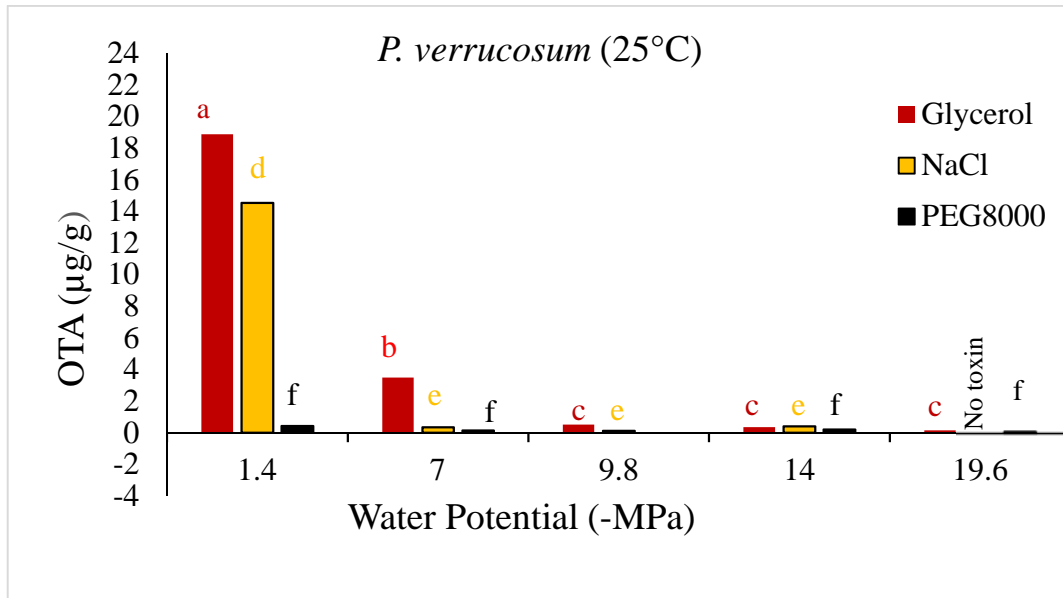 P. verrucosum (25°C)
24
22
20
18
16
14
12
10
8
6
4
2
0
-2
-4
OTA (µg/g)
a
d
f
b
e
f
c
e
c
e
f
c
No toxin
f
Glycerol
NaCl
PEG8000
1.4 7 9.8 14 19.6
Water Potential (-MPa)